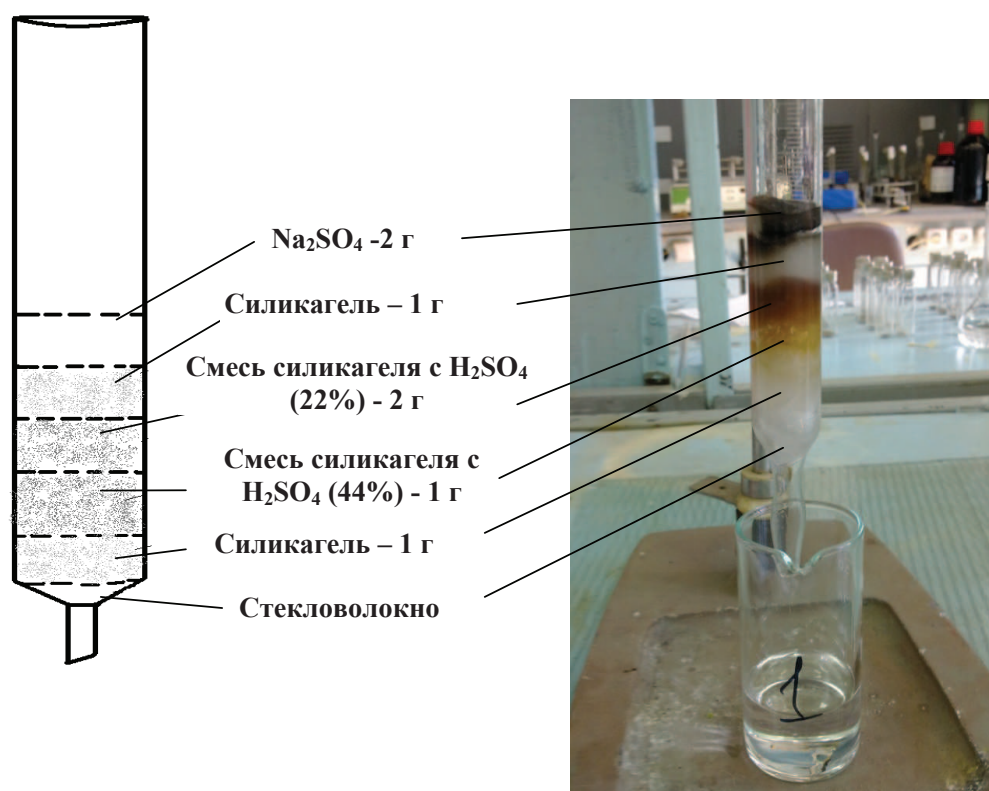 Na₂SO₄ -2 г
Силикагель – 1 г
Смесь силикагеля с H₂SO₄
(22%) - 2 г
Смесь силикагеля с
H₂SO₄ (44%) - 1 г
Силикагель – 1 г
Стекловолокно
1